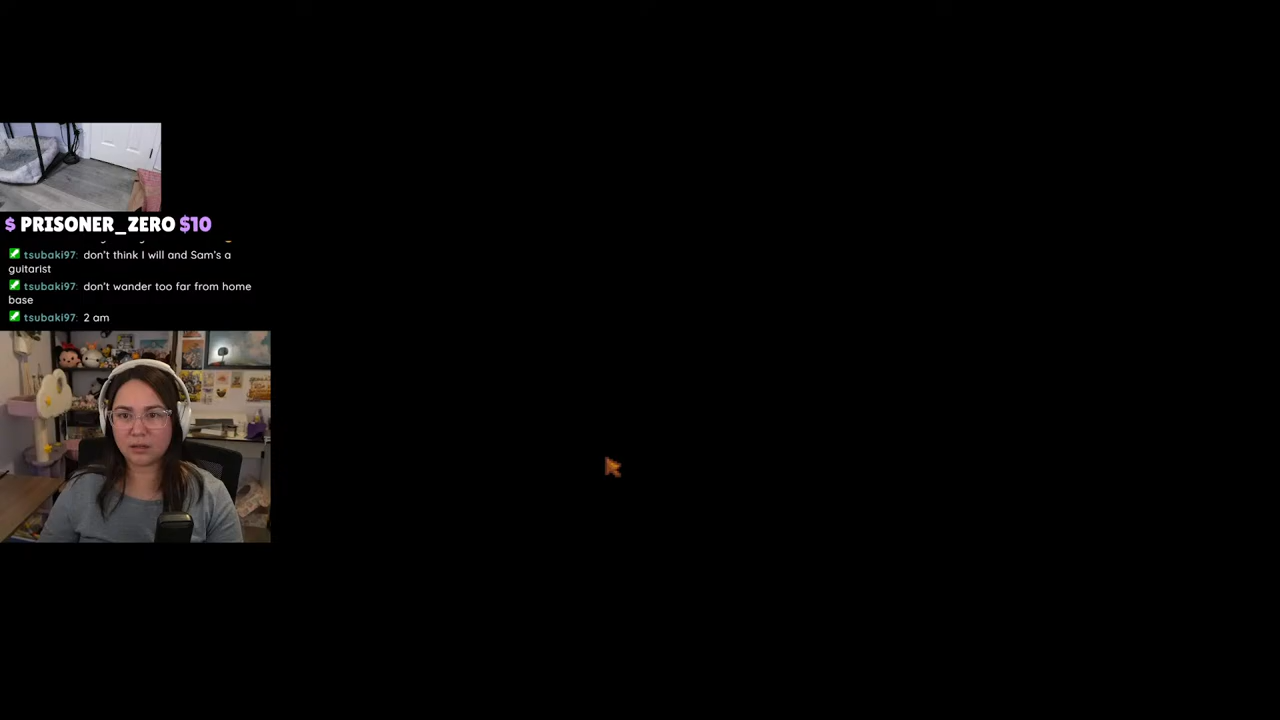 $ PRISONER_ZERO $10
tsubaki97: don't think I will and Sam's a
guitarist
tsubaki97: don't wander too far from home
base
tsubaki97: 2 am